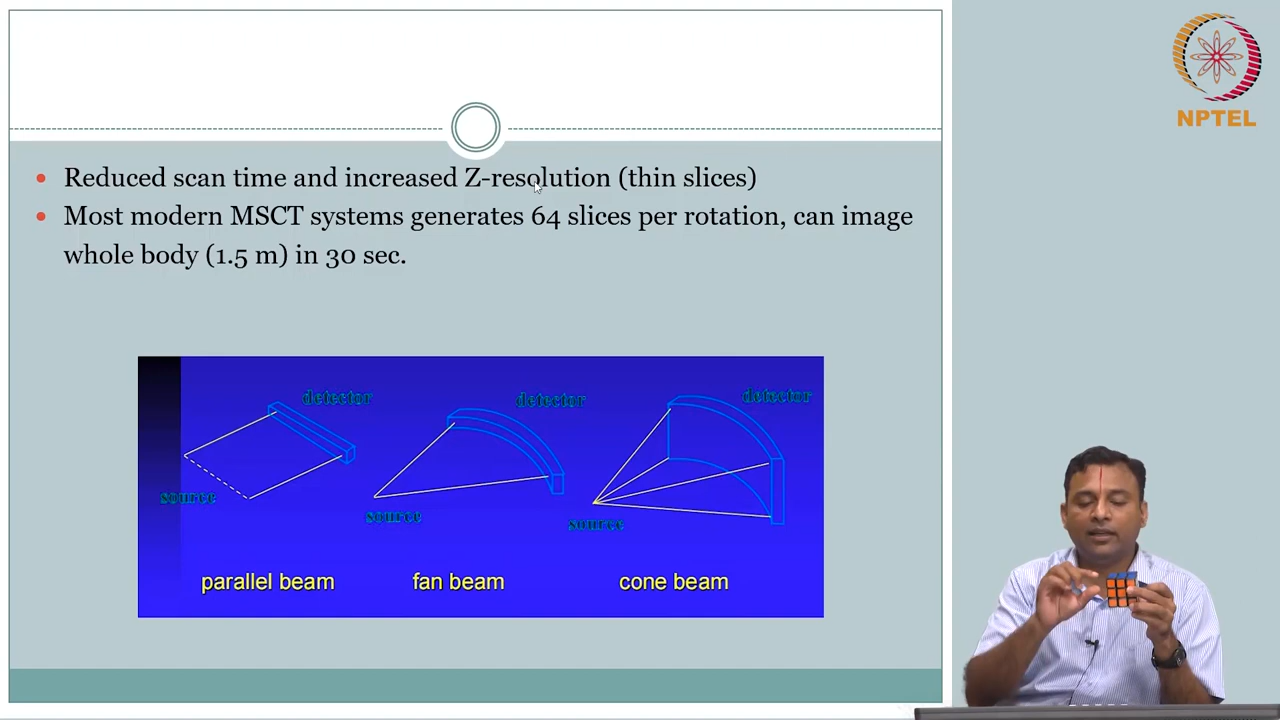 NPTEL
• Reduced scan time and increased Z-resolution (thin slices)
• Most modern MSCT systems generates 64 slices per rotation, can image
whole body (1.5 m) in 30 sec.
detector
detector
detector
source
source
source
parallel beam
fan beam
cone beam